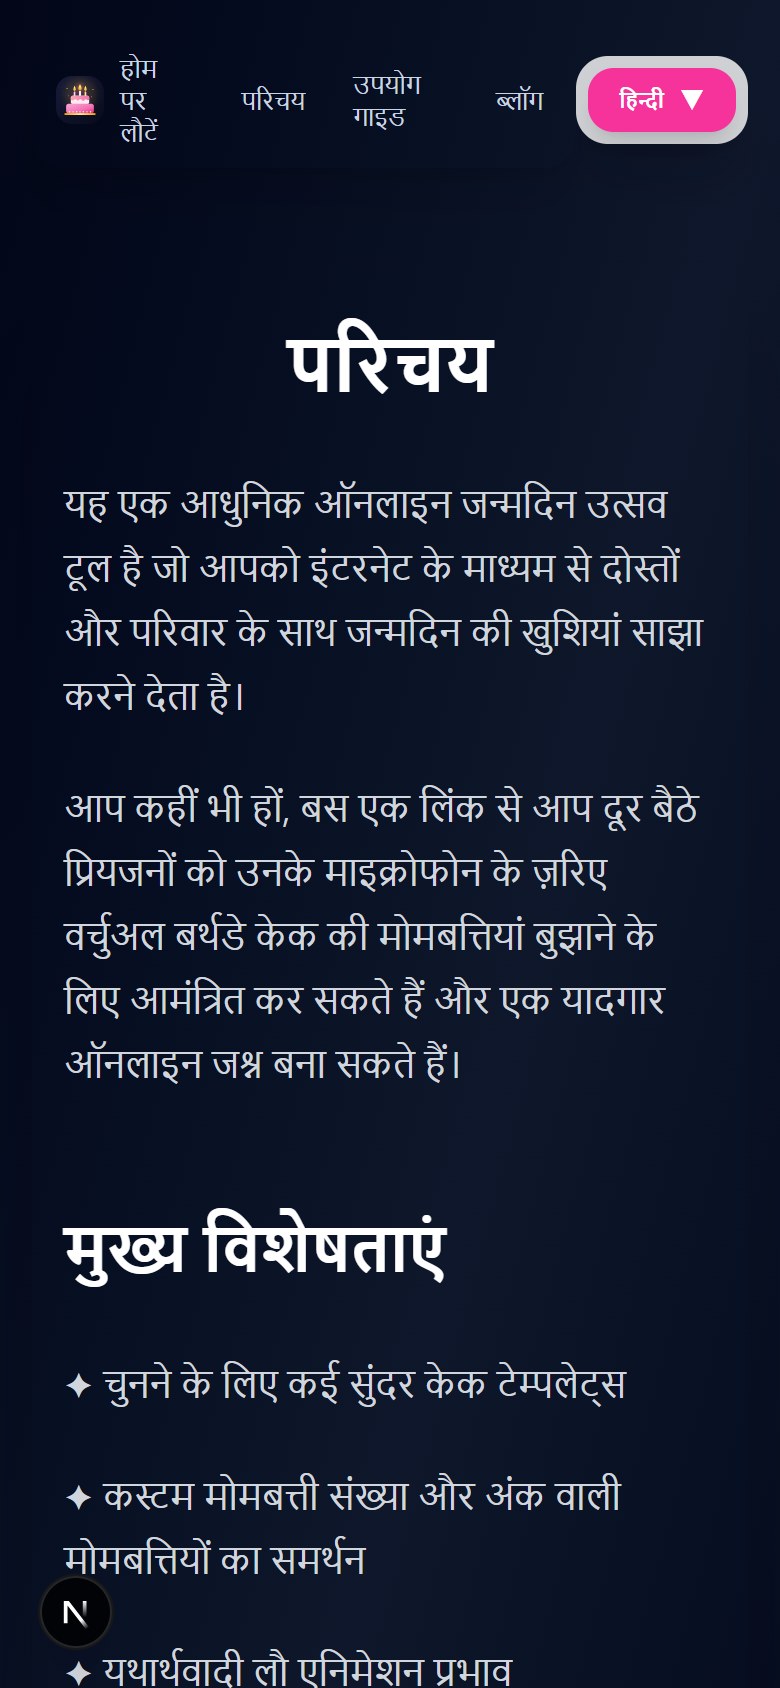 होम
पर
लौटें
परिचय
उपयोग
गाइड
ब्लॉग
हिन्दी ▼
परिचय
यह एक आधुनिक ऑनलाइन जन्मदिन उत्सव
टूल है जो आपको इंटरनेट के माध्यम से दोस्तों
और परिवार के साथ जन्मदिन की खुशियां साझा
करने देता है।
आप कहीं भी हों, बस एक लिंक से आप दूर बैठे
प्रियजनों को उनके माइक्रोफोन के ज़रिए
वर्चुअल बर्थडे केक की मोमबत्तियां बुझाने के
लिए आमंत्रित कर सकते हैं और एक यादगार
ऑनलाइन जश्न बना सकते हैं।
मुख्य विशेषताएं
✦ चुनने के लिए कई सुंदर केक टेम्पलेट्स
✦ कस्टम मोमबत्ती संख्या और अंक वाली
मोमबत्तियों का समर्थन
N
✦ यथार्थवादी लौ एनिमेशन प्रभाव